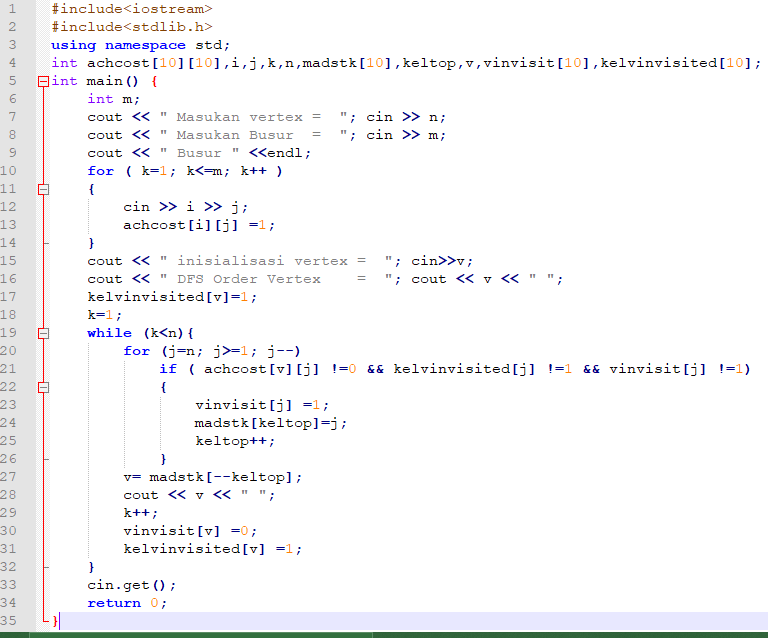 1 #include<iostream>
2 #include<stdlib.h>
3 using namespace std;
4 int achcost[10][10],i,j,k,n,madstk[10],keltop,v,vinvisit[10],kelvinvisited[10];
5 int main() {
6 int m;
7 cout << " Masukan vertex =  "; cin >> n;
8 cout << " Masukan Busur  =  "; cin >> m;
9 cout << " Busur " <<endl;
10 for ( k=1; k<=m; k++ )
11 {
12 cin >> i >> j;
13 achcost[i][j] =1;
14 }
15 cout << " inisialisasi vertex =  "; cin>>v;
16 cout << " DFS Order Vertex    =  "; cout << v << " ";
17 kelvinvisited[v]=1;
18 k=1;
19 while (k<n){
20 for (j=n; j>=1; j--)
21 if ( achcost[v][j] !=0 && kelvinvisited[j] !=1 && vinvisit[j] !=1)
22 {
23 vinvisit[j] =1;
24 madstk[keltop]=j;
25 keltop++;
26 }
27 v= madstk[--keltop];
28 cout << v << " ";
29 k++;
30 vinvisit[v] =0;
31 kelvinvisited[v] =1;
32 }
33 cin.get();
34 return 0;
35 }